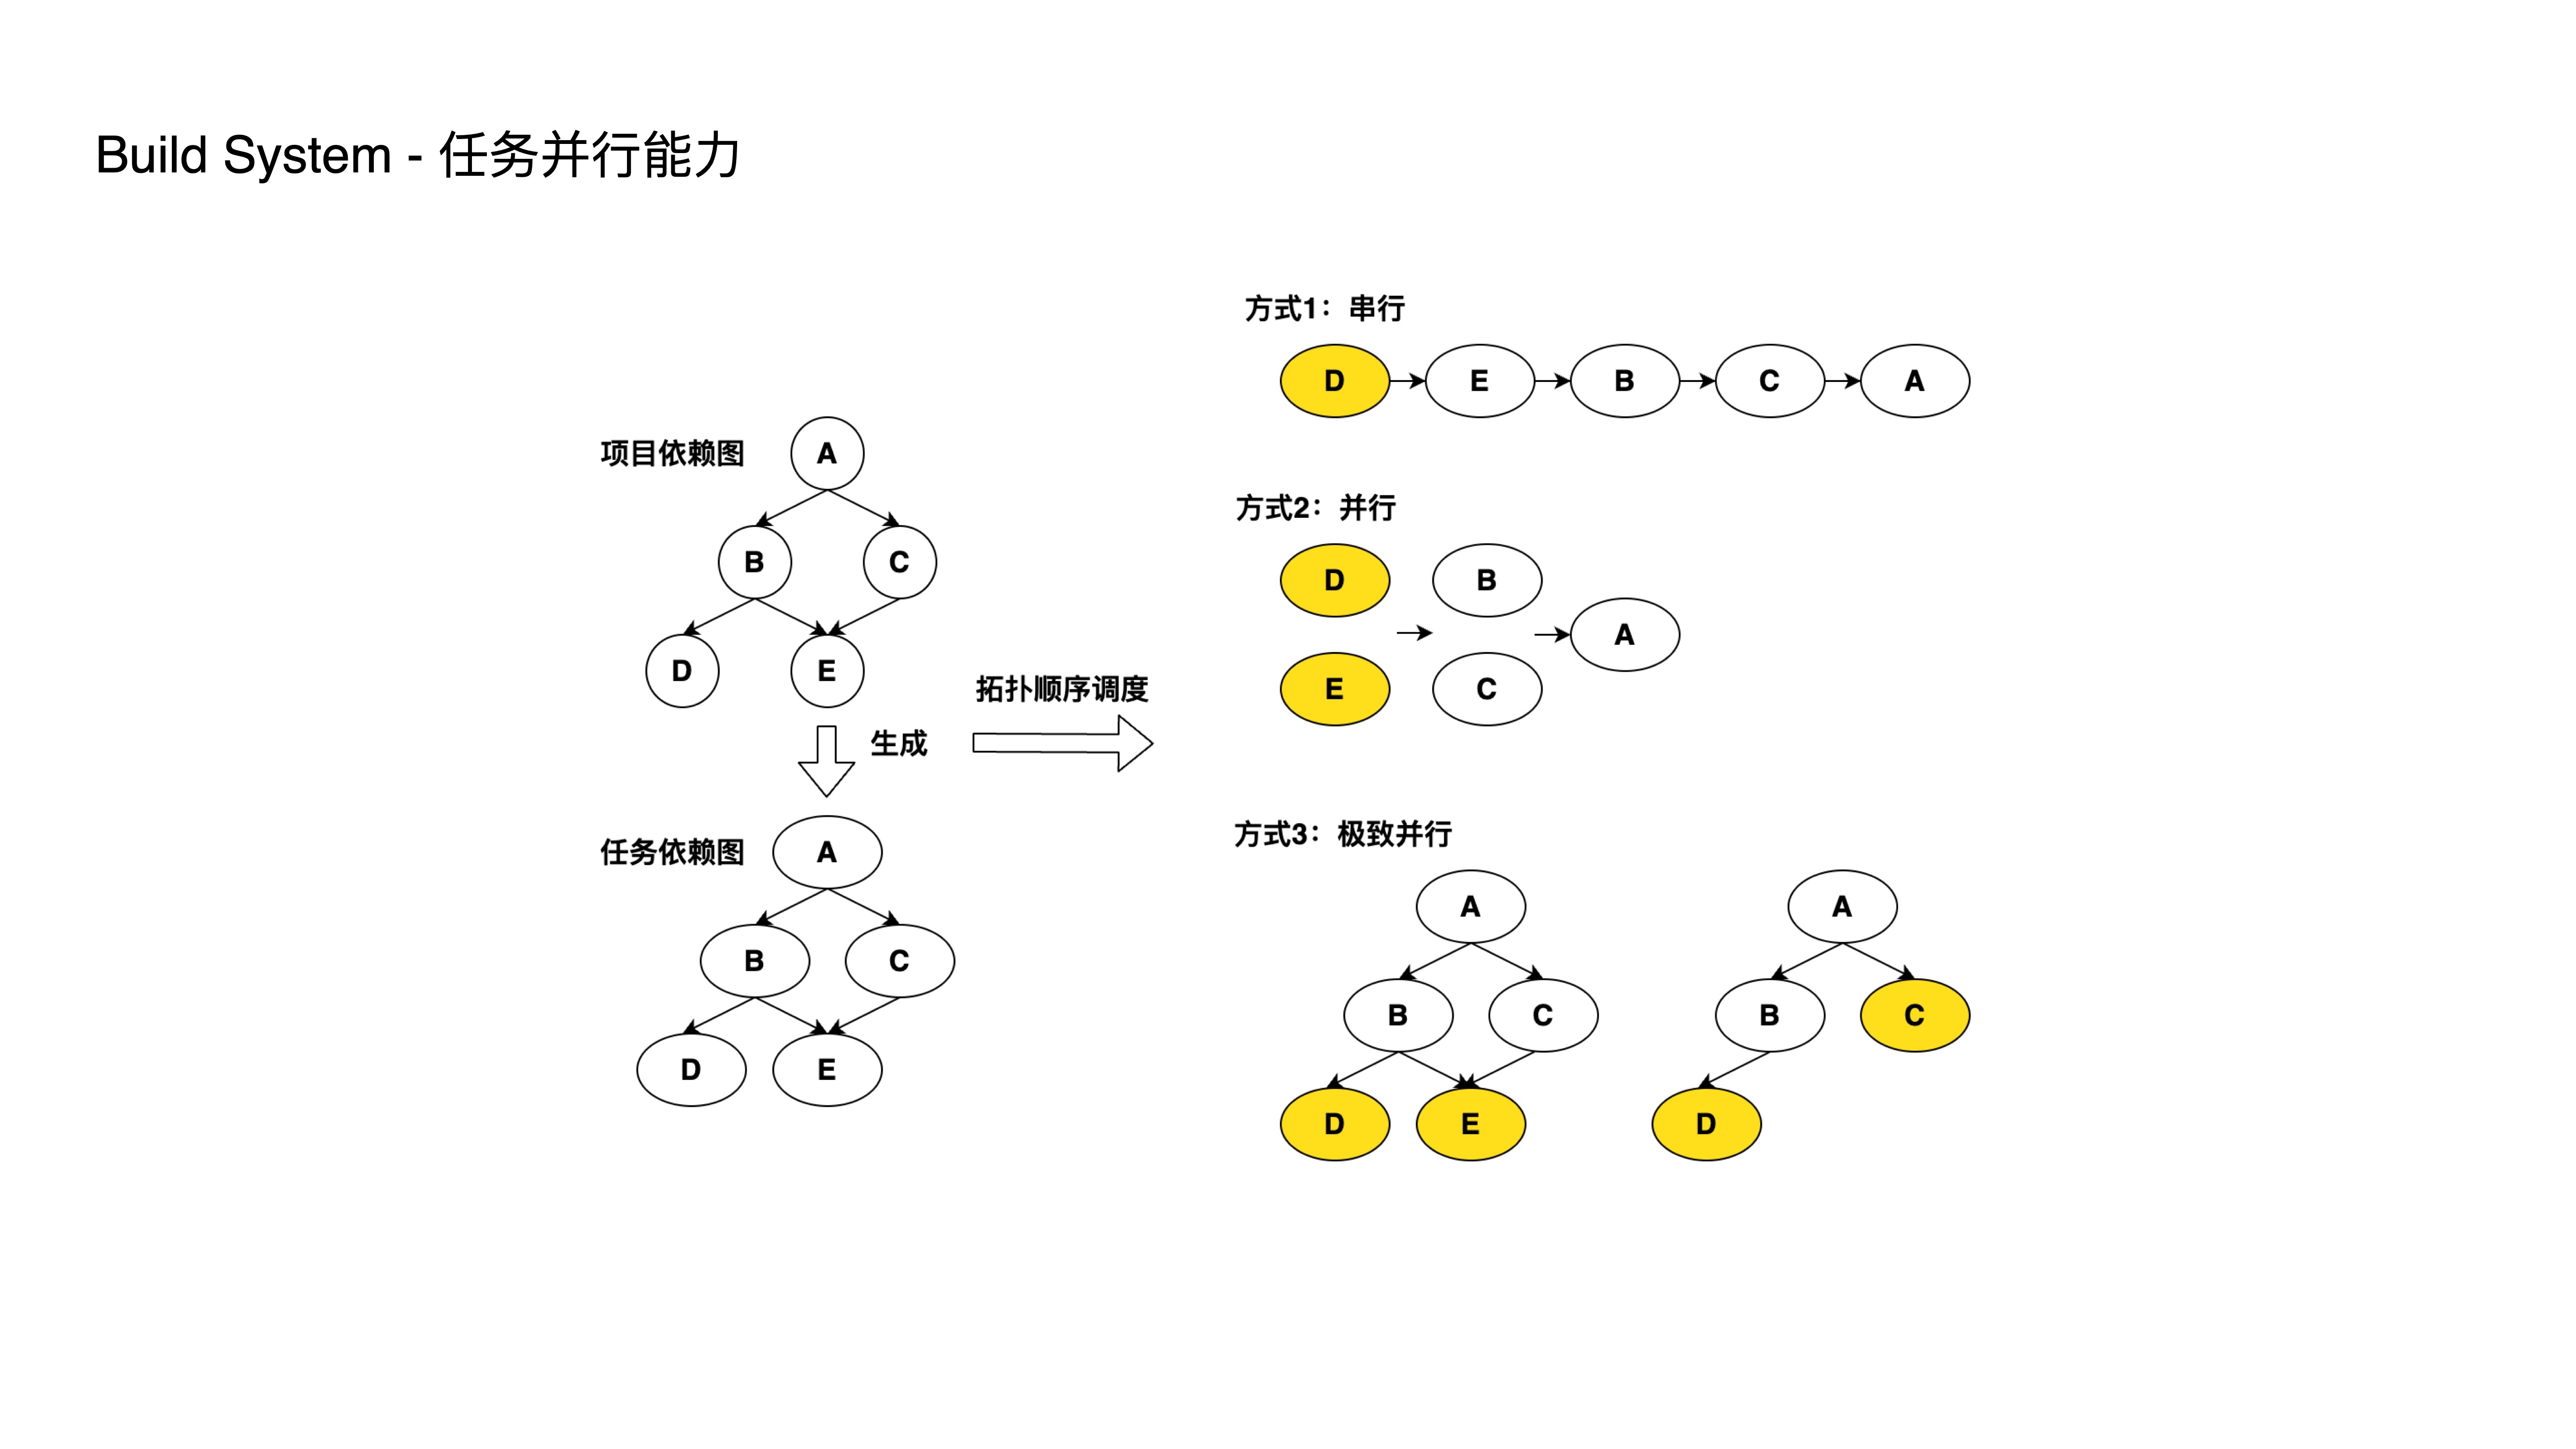 Build System - 任务并行能力
项目依赖图
A
B C
D E
生成
任务依赖图
A
B C
D E
拓扑顺序调度
方式1：串行
D E B C A
方式2：并行
D B
A
E C
方式3：极致并行
A A
B C B C
D E D